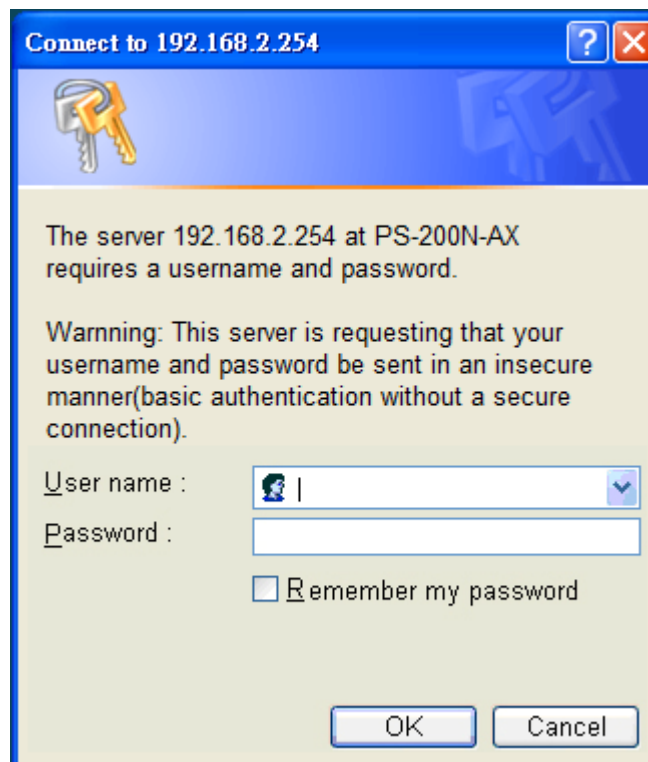 Connect to 192.168.2.254
The server 192.168.2.254 at PS-200N-AX
requires a username and password.
Warnning: This server is requesting that your
username and password be sent in an insecure
manner(basic authentication without a secure
connection).
User name :
Password :
Remember my password
OK Cancel